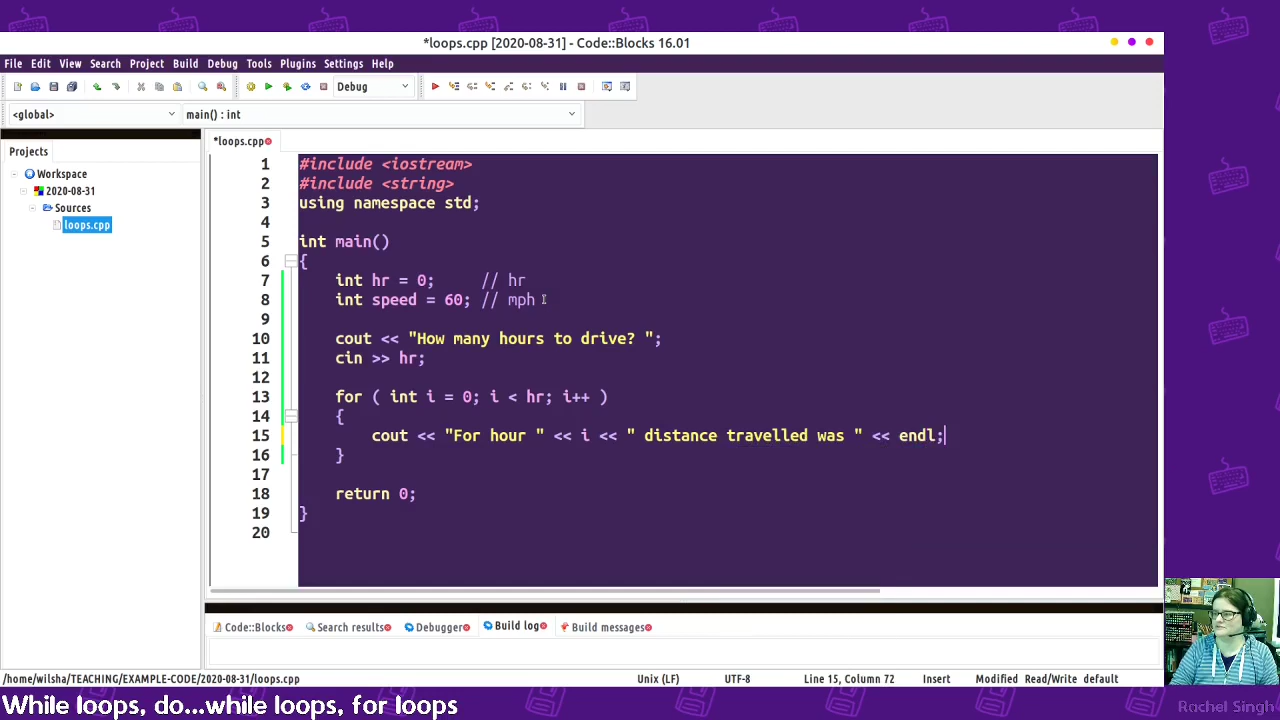 *loops.cpp [2020-08-31] - Code::Blocks 16.01
File Edit View Search Project Build Debug Tools Plugins Settings Help
Debug
<global> main() : int
Projects
Workspace
2020-08-31
Sources
loops.cpp
*loops.cpp
1 #include <iostream>
2 #include <string>
3 using namespace std;
4
5 int main()
6 {
7 int hr = 0; // hr
8 int speed = 60; // mph
9
10 cout << "How many hours to drive? ";
11 cin >> hr;
12
13 for ( int i = 0; i < hr; i++ )
14 {
15 cout << "For hour " << i << " distance travelled was " << endl;
16 }
17
18 return 0;
19 }
20
Code::Blocks Search results Debugger Build log Build messages
/home/wilsha/TEACHING/EXAMPLE-CODE/2020-08-31/loops.cpp Unix (LF) UTF-8 Line 15, Column 72 Insert Modified Read/Write default
While loops, do...while loops, for loops
Rachel Singh